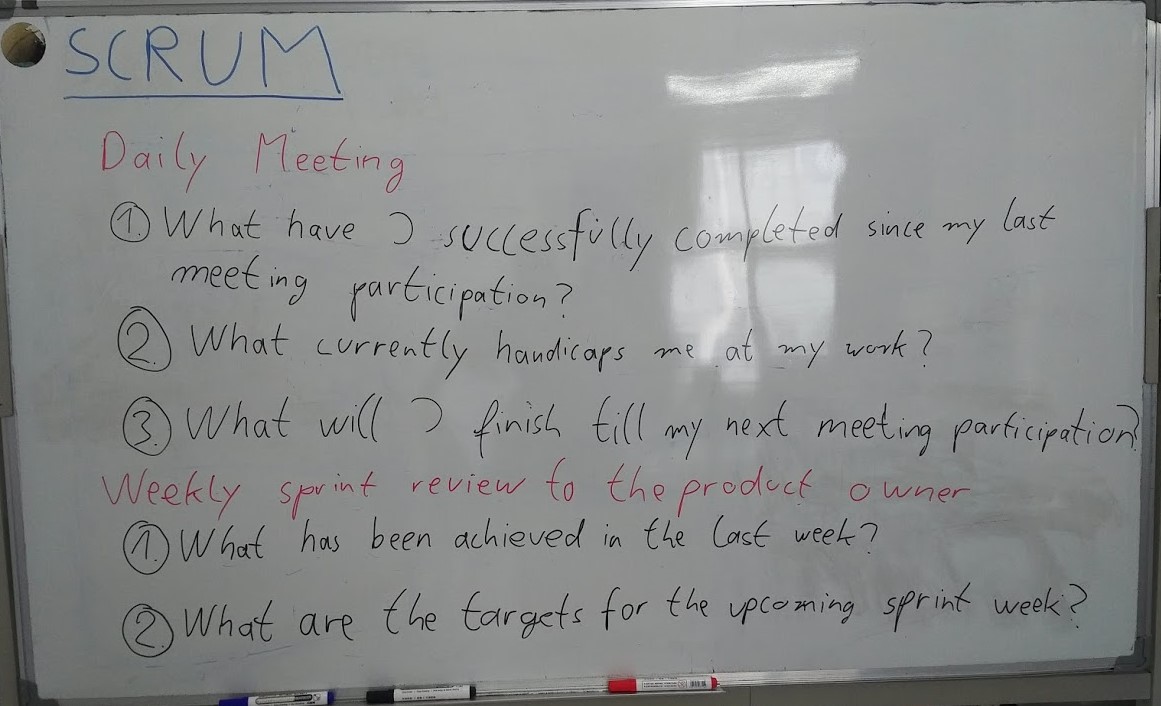 SCRUM
Daily Meeting
1. What have I successfully completed since my last
meeting participation?
2. What currently handicaps me at my work?
3. What will I finish till my next meeting participation?
Weekly sprint review to the product owner
1. What has been achieved in the last week?
2. What are the targets for the upcoming sprint week?